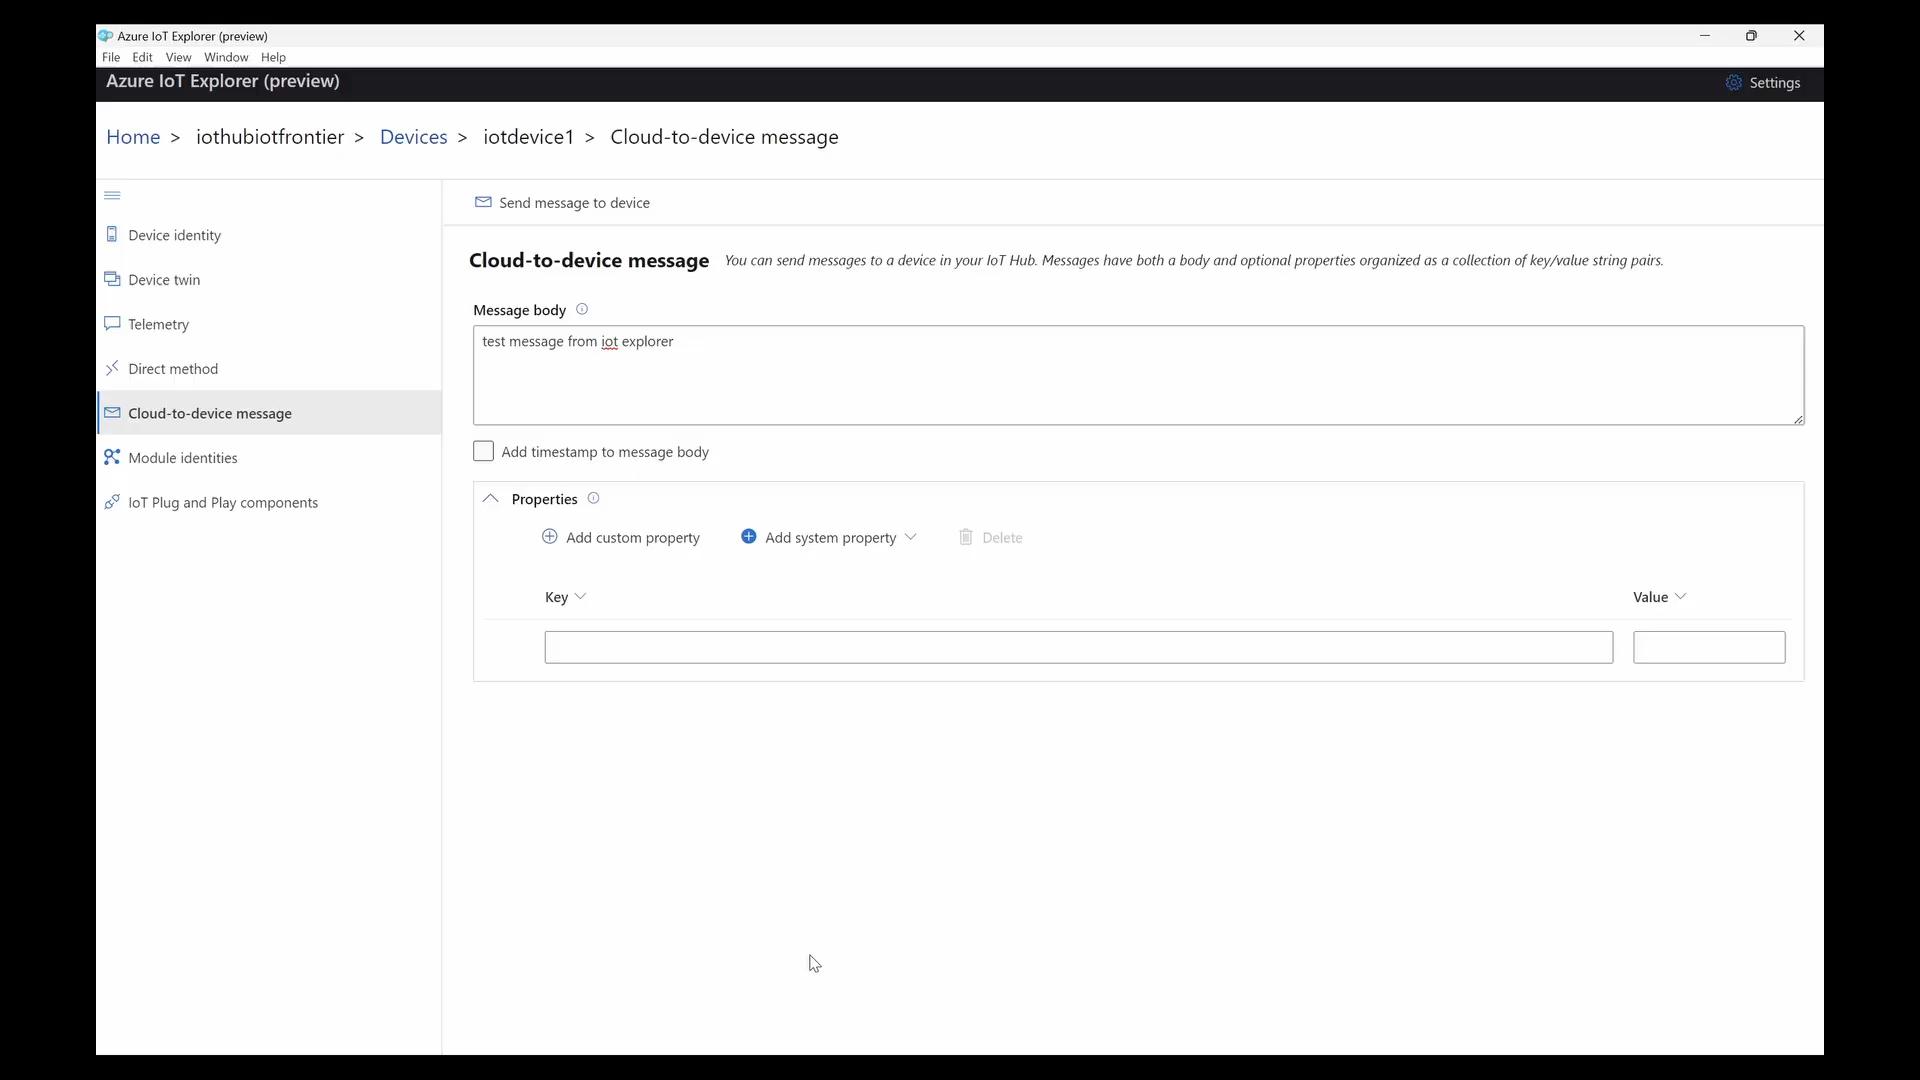 Azure IoT Explorer (preview)
File Edit View Window Help
Azure IoT Explorer (preview)
Settings
Home > iothubiotfrontier > Devices > iotdevice1 > Cloud-to-device message
Device identity
Device twin
Telemetry
Direct method
Cloud-to-device message
Module identities
IoT Plug and Play components
Send message to device
Cloud-to-device message You can send messages to a device in your IoT Hub. Messages have both a body and optional properties organized as a collection of key/value string pairs.
Message body
test message from iot explorer
Add timestamp to message body
Properties
Add custom property Add system property Delete
Key Value